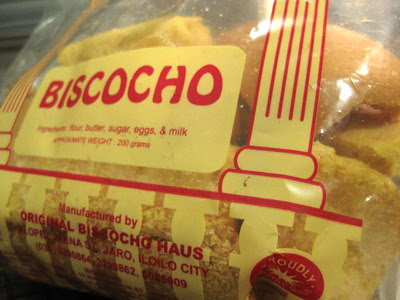 BISCOCHO
Ingredients : flour, butter, sugar, eggs, & milk
APPROXIMATE WEIGHT : 200 grams
Manufactured by
ORIGINAL BISCOCHO HAUS
JARO, ILOILO CITY
PROUDLY